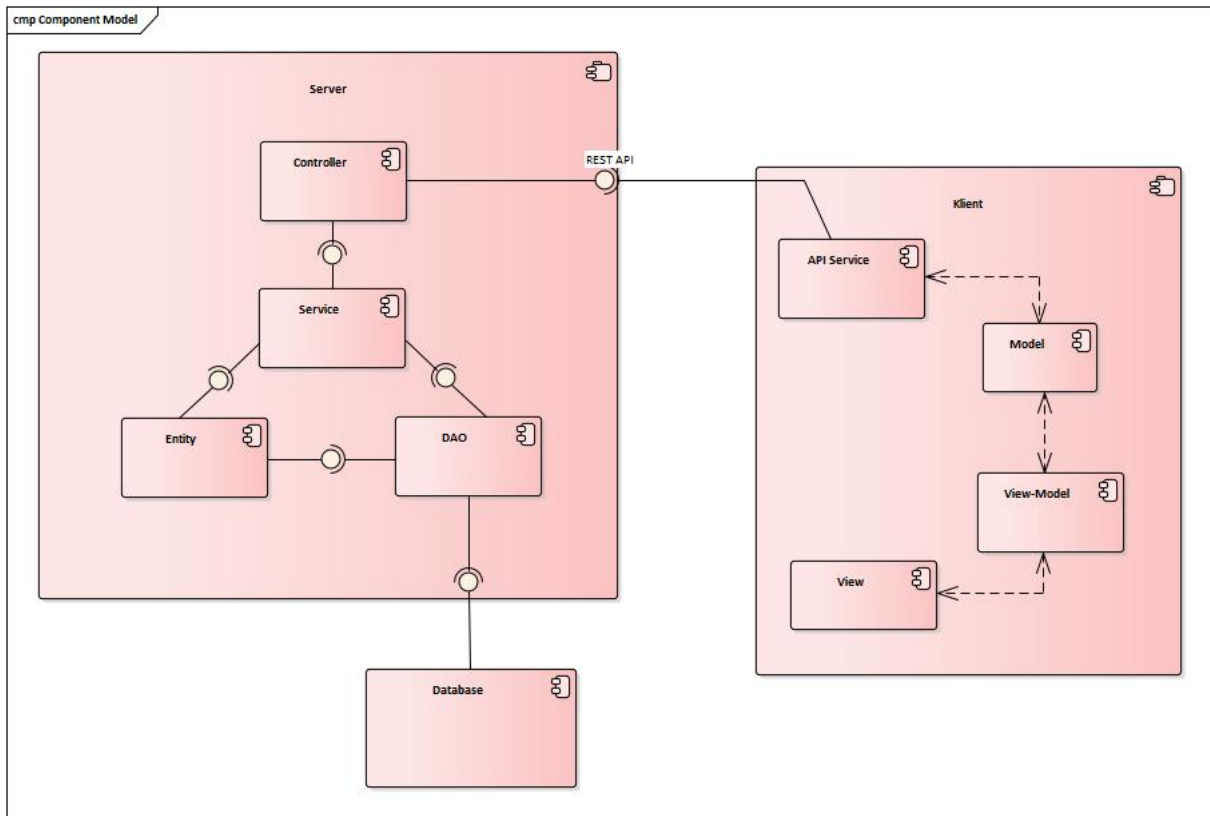 cmp Component Model
Server
Controller
REST API
Klient
API Service
Service
Model
Entity
DAO
View-Model
View
Database